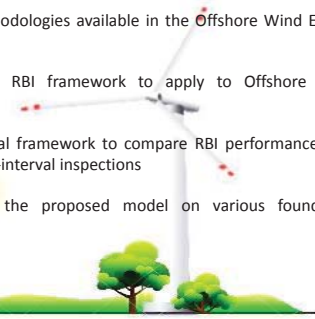 odologies available in the Offshore Wind E
RBI framework to apply to Offshore
al framework to compare RBI performance
-interval inspections
the proposed model on various found